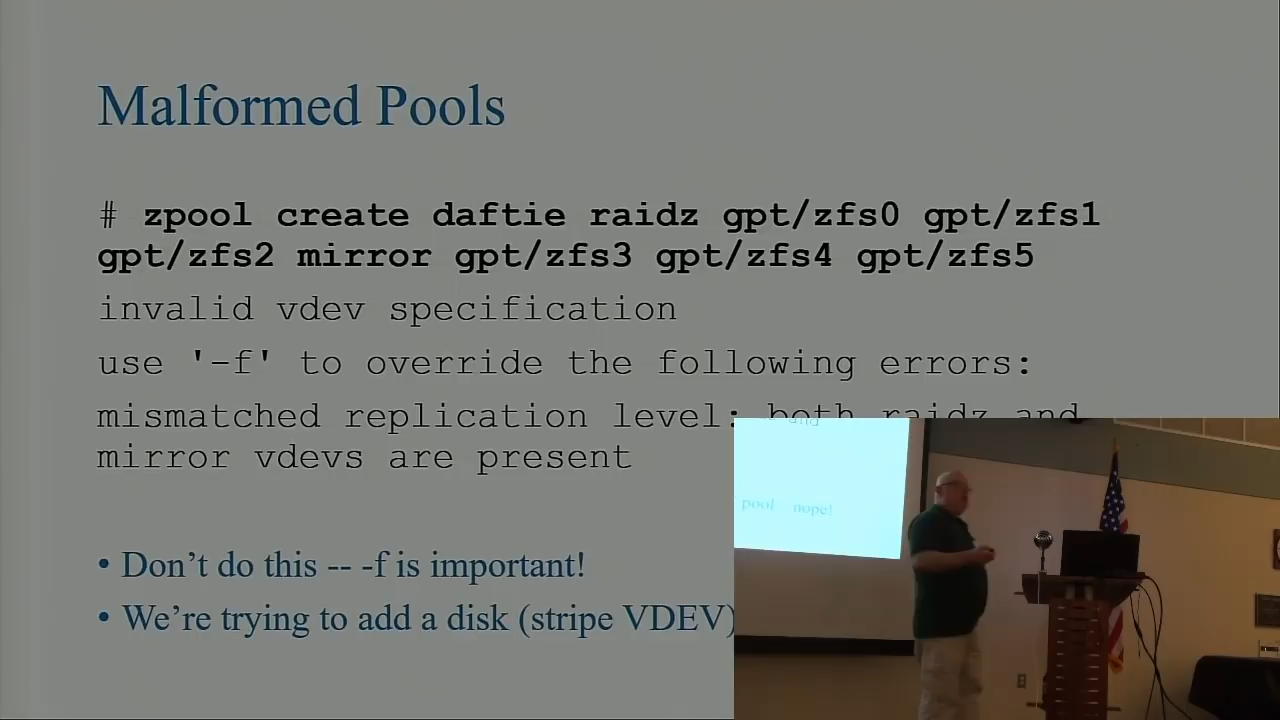 Malformed Pools
# zpool create daftie raidz gpt/zfs0 gpt/zfs1
gpt/zfs2 mirror gpt/zfs3 gpt/zfs4 gpt/zfs5
invalid vdev specification
use '-f' to override the following errors:
mismatched replication level: both raidz and
mirror vdevs are present
• Don't do this -- -f is important!
• We're trying to add a disk (stripe VDEV)
and
pool nope!